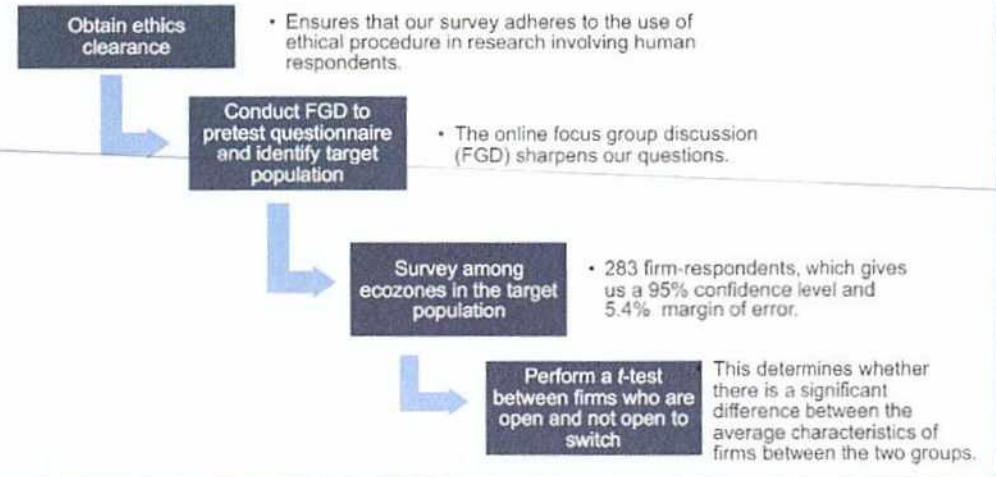 Obtain ethics
clearance
• Ensures that our survey adheres to the use of
ethical procedure in research involving human
respondents.
Conduct FGD to
pretest questionnaire
and identify target
population
• The online focus group discussion
(FGD) sharpens our questions.
Survey among
ecozones in the target
population
• 283 firm-respondents, which gives
us a 95% confidence level and
5.4% margin of error.
Perform a t-test
between firms who are
open and not open to
switch
This determines whether
there is a significant
difference between the
average characteristics of
firms between the two groups.